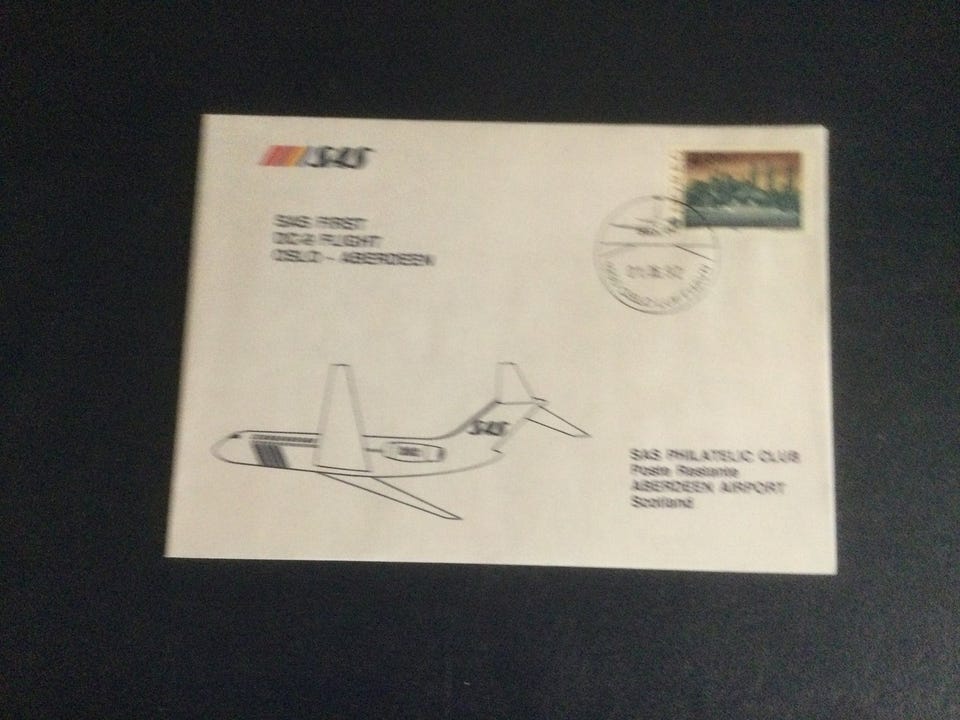 SAS
SAS FIRST
DC-9 FLIGHT
OSLO - ABERDEEN
SAS
SAS PHILATELIC CLUB
Poste Restante
ABERDEEN AIRPORT
Scotland